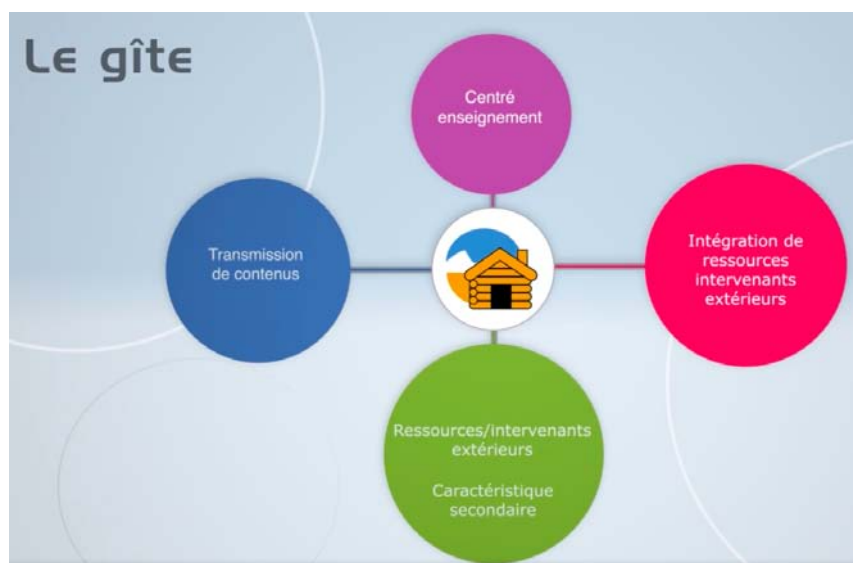 Le gîte
Centré
enseignement
Transmission
de contenus
Intégration de
ressources
intervenants
extérieurs
Ressources/intervenants
extérieurs
Caractéristique
secondaire